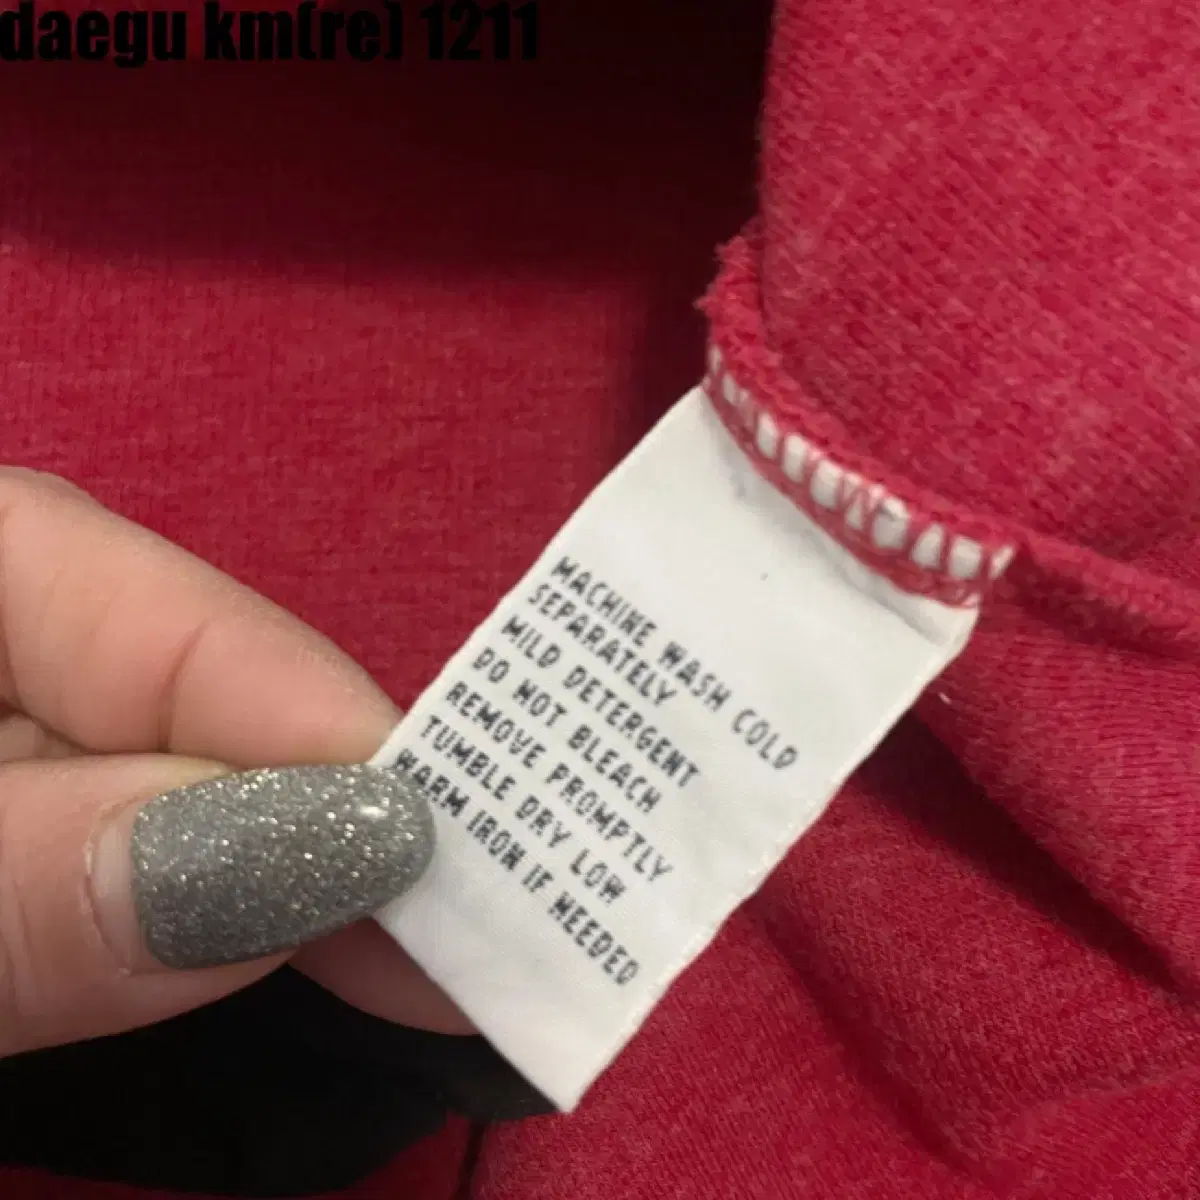 daegu km(re) 1211
MACHINE WASH COLD
SEPARATELY
MILD DETERGENT
DO NOT BLEACH
REMOVE PROMPTLY
TUMBLE DRY LOW
WARM IRON IF NEEDED